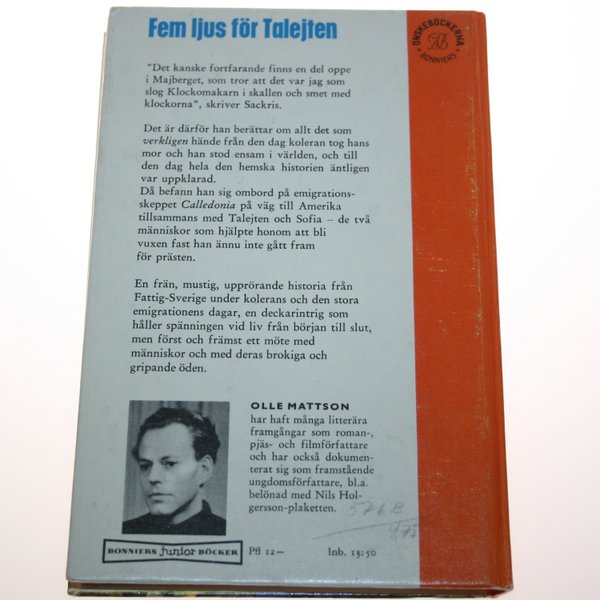 Fem ljus för Talejten
ÖNSKEBÖCKERNA
BONNIERS
"Det kanske fortfarande finns en del oppe
i Majberget, som tror att det var jag som
slog Klockomakarn i skallen och smet med
klockorna", skriver Sackris.
Det är därför han berättar om allt det som
verkligen hände från den dag koleran tog hans
mor och han stod ensam i världen, och till
den dag hela den hemska historien äntligen
var uppklarad.
Då befann han sig ombord på emigrations-
skeppet Calledonia på väg till Amerika
tillsammans med Talejten och Sofia – de två
människor som hjälpte honom att bli
vuxen fast han ännu inte gått fram
för prästen.
En frän, mustig, upprörande historia från
Fattig-Sverige under kolerans och den stora
emigrationens dagar, en deckarintrig som
håller spänningen vid liv från början till slut,
men först och främst ett möte med
människor och med deras brokiga och
gripande öden.
OLLE MATTSON
har haft många litterära
framgångar som roman-,
pjäs- och filmförfattare
och har också dokumen-
terat sig som framstående
ungdomsförfattare, bl.a.
belönad med Nils Hol-
gersson-plaketten.
576 B
9,75
BONNIERS junior BÖCKER
Pfl 12— Inb. 13:50